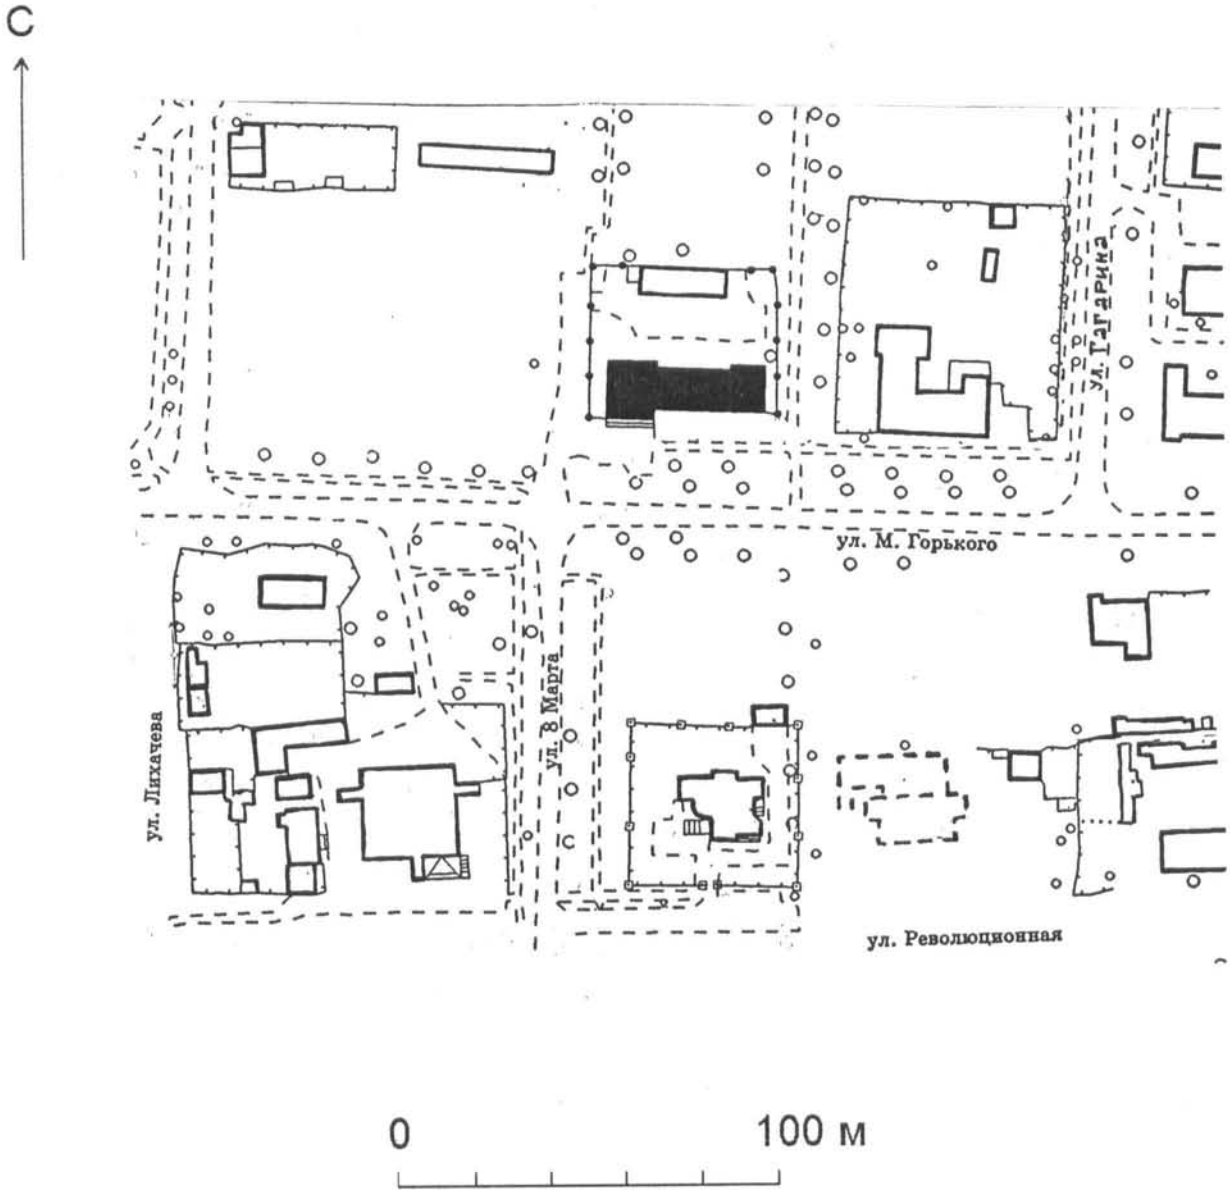 С
ул. Гагарина
ул. М. Горького
ул. 8 Марта
ул. Лихачева
ул. Революционная
0 100 м